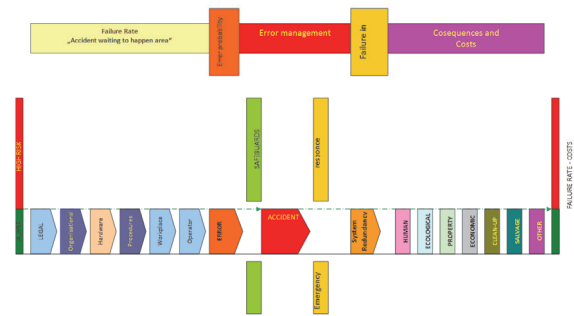 Failure Rate
„Accident waiting to happen area"
Error probability
Error management
Failure in
Cosequences and
Costs
HIGH RISK
SAFEGUARDS
responce
FAILURE RATE - COSTS
LEGAL
Organizational
Hardware
Procedures
Workplace
Operator
ERROR
ACCIDENT
System
Redundancy
HUMAN
ECOLOGICAL
PROPERTY
ECONOMIC
CLEAN-UP
SALVAGE
OTHER
Emergency